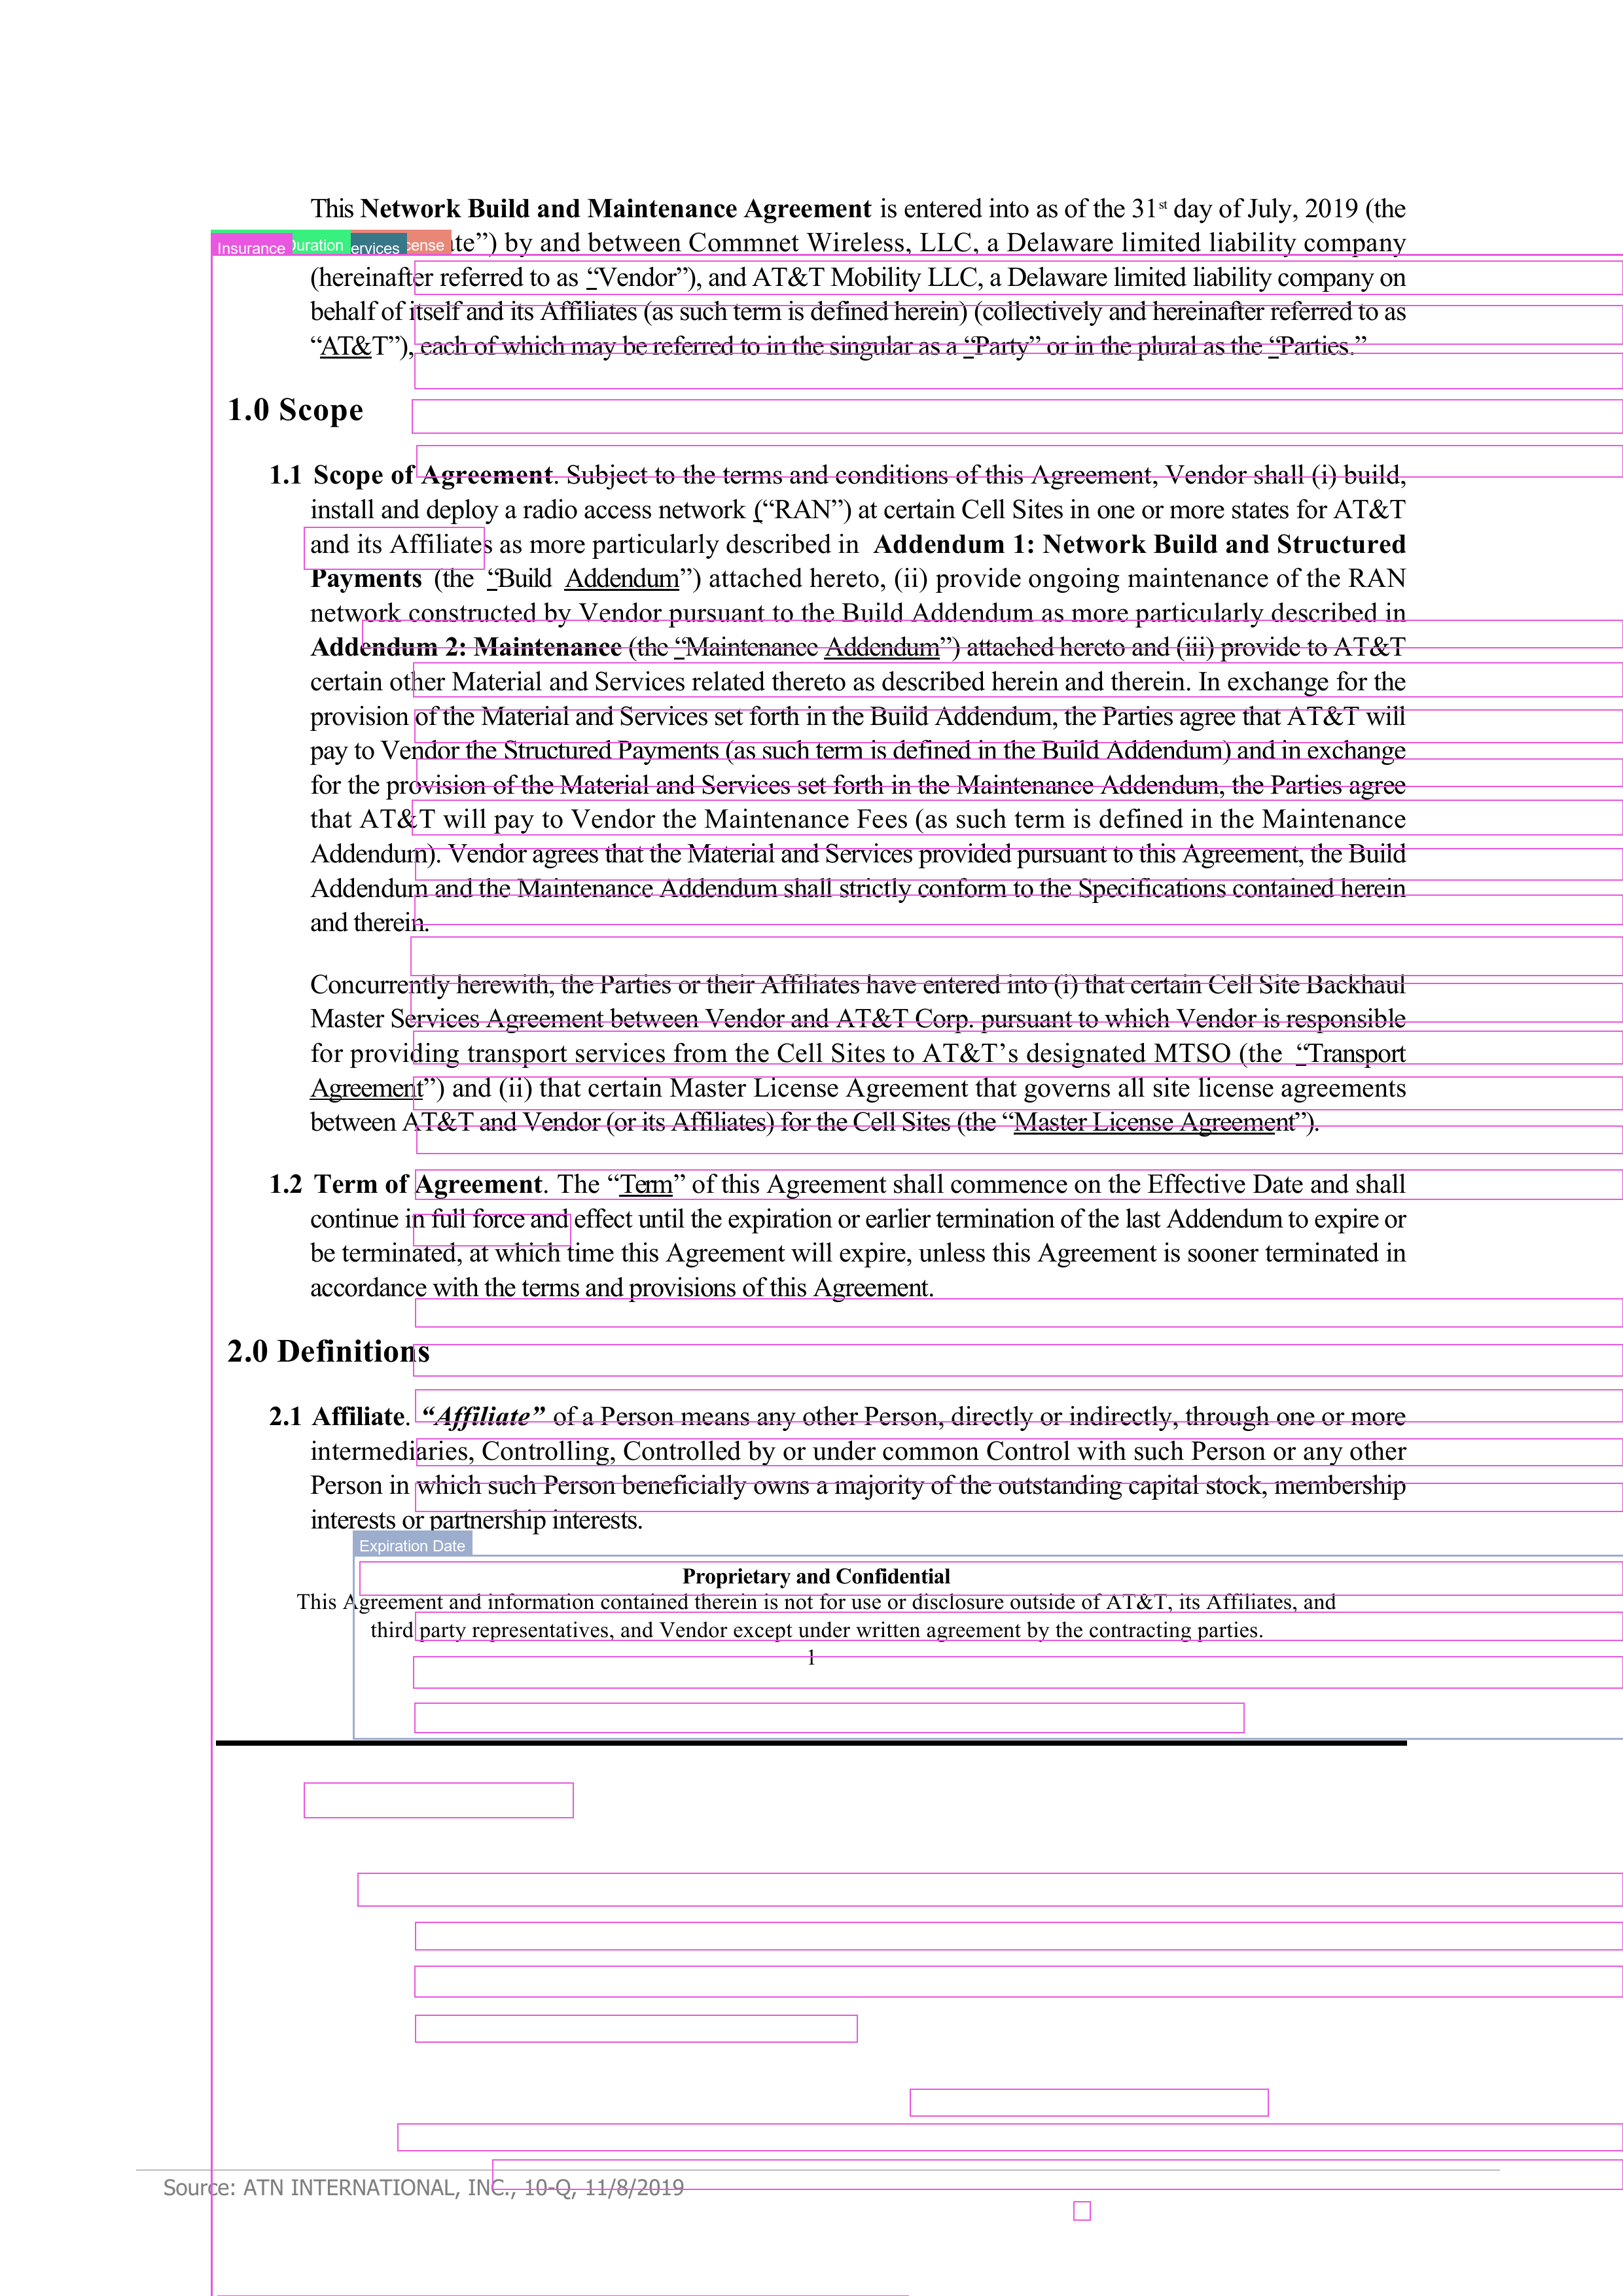 This Network Build and Maintenance Agreement is entered into as of the 31st day of July, 2019 (the
Insurance Duration ervices cense ate”) by and between Commnet Wireless, LLC, a Delaware limited liability company
(hereinafter referred to as “Vendor”), and AT&T Mobility LLC, a Delaware limited liability company on
behalf of itself and its Affiliates (as such term is defined herein) (collectively and hereinafter referred to as
“AT&T”), each of which may be referred to in the singular as a “Party” or in the plural as the “Parties.”
1.0 Scope
1.1 Scope of Agreement. Subject to the terms and conditions of this Agreement, Vendor shall (i) build,
install and deploy a radio access network (“RAN”) at certain Cell Sites in one or more states for AT&T
and its Affiliates as more particularly described in Addendum 1: Network Build and Structured
Payments (the “Build Addendum”) attached hereto, (ii) provide ongoing maintenance of the RAN
network constructed by Vendor pursuant to the Build Addendum as more particularly described in
Addendum 2: Maintenance (the “Maintenance Addendum”) attached hereto and (iii) provide to AT&T
certain other Material and Services related thereto as described herein and therein. In exchange for the
provision of the Material and Services set forth in the Build Addendum, the Parties agree that AT&T will
pay to Vendor the Structured Payments (as such term is defined in the Build Addendum) and in exchange
for the provision of the Material and Services set forth in the Maintenance Addendum, the Parties agree
that AT&T will pay to Vendor the Maintenance Fees (as such term is defined in the Maintenance
Addendum). Vendor agrees that the Material and Services provided pursuant to this Agreement, the Build
Addendum and the Maintenance Addendum shall strictly conform to the Specifications contained herein
and therein.
Concurrently herewith, the Parties or their Affiliates have entered into (i) that certain Cell Site Backhaul
Master Services Agreement between Vendor and AT&T Corp. pursuant to which Vendor is responsible
for providing transport services from the Cell Sites to AT&T’s designated MTSO (the “Transport
Agreement”) and (ii) that certain Master License Agreement that governs all site license agreements
between AT&T and Vendor (or its Affiliates) for the Cell Sites (the “Master License Agreement”).
1.2 Term of Agreement. The “Term” of this Agreement shall commence on the Effective Date and shall
continue in full force and effect until the expiration or earlier termination of the last Addendum to expire or
be terminated, at which time this Agreement will expire, unless this Agreement is sooner terminated in
accordance with the terms and provisions of this Agreement.
2.0 Definitions
2.1 Affiliate. “Affiliate” of a Person means any other Person, directly or indirectly, through one or more
intermediaries, Controlling, Controlled by or under common Control with such Person or any other
Person in which such Person beneficially owns a majority of the outstanding capital stock, membership
interests or partnership interests.
Expiration Date
Proprietary and Confidential
This Agreement and information contained therein is not for use or disclosure outside of AT&T, its Affiliates, and
third party representatives, and Vendor except under written agreement by the contracting parties.
1
Source: ATN INTERNATIONAL, INC., 10-Q, 11/8/2019